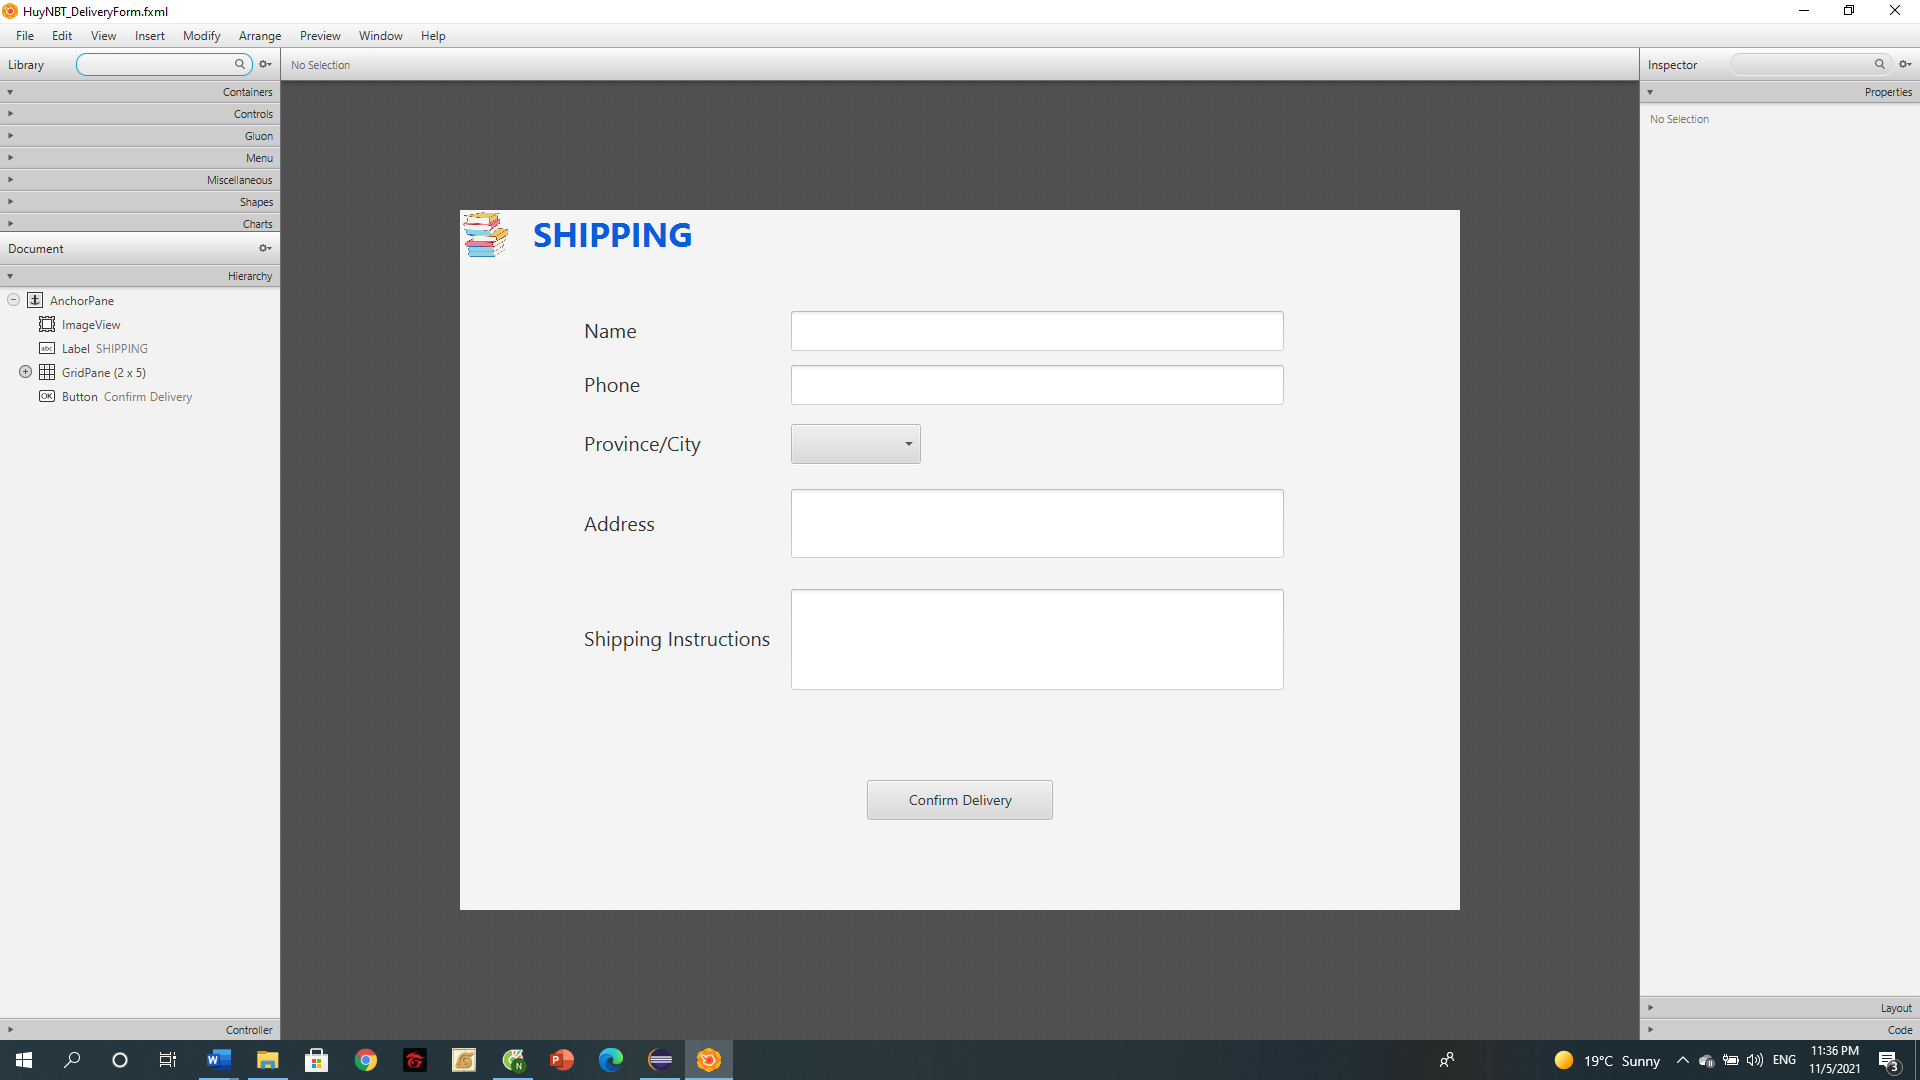 HuyNBT_DeliveryForm.fxml
File Edit View Insert Modify Arrange Preview Window Help
Library
No Selection
Inspector
Containers
Controls
Gluon
Menu
Miscellaneous
Shapes
Charts
Document
Hierarchy
AnchorPane
ImageView
abc Label SHIPPING
GridPane (2 x 5)
OK Button Confirm Delivery
Controller
SHIPPING
Name
Phone
Province/City
Address
Shipping Instructions
Confirm Delivery
Properties
No Selection
Layout
Code
19°C Sunny
ENG
11:36 PM
11/5/2021
3